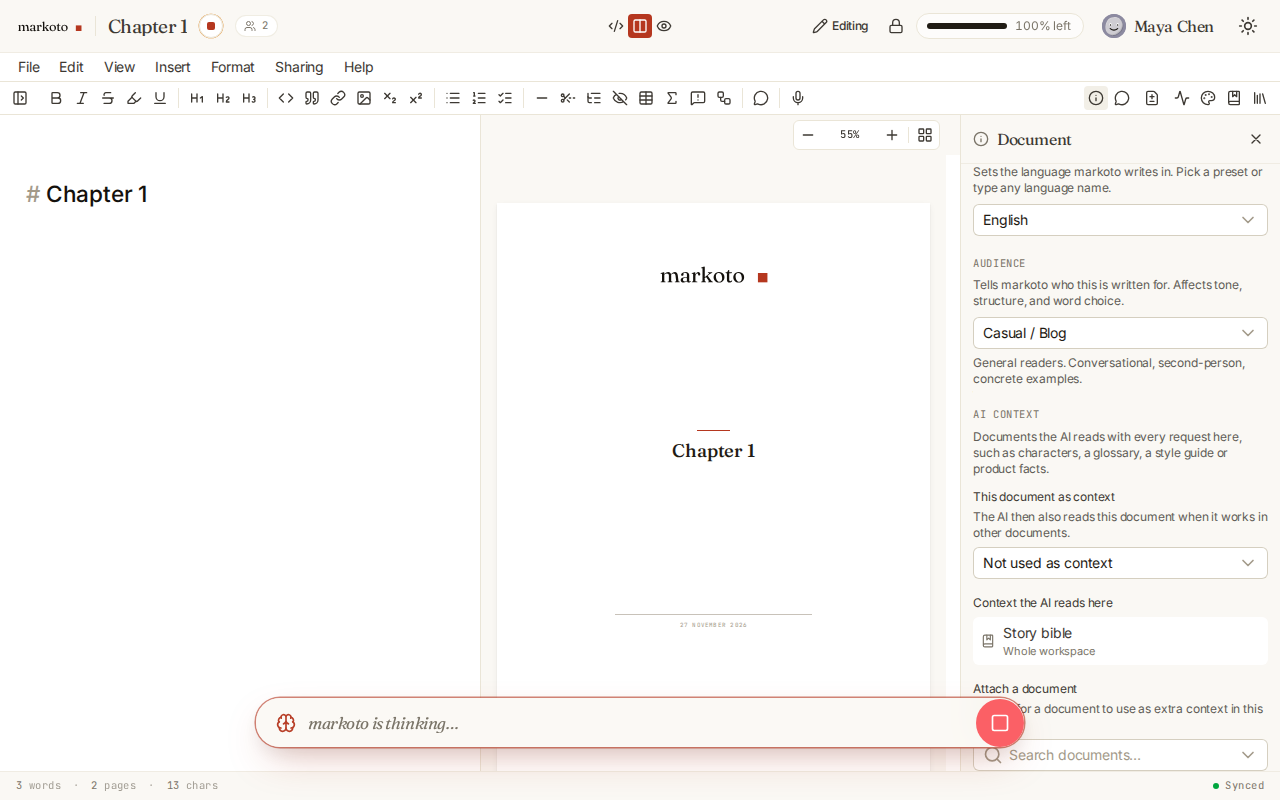 markoto
Chapter 1
2
Editing
100% left
Maya Chen
File Edit View Insert Format Sharing Help
H1 H2 H3
X2 X2
55%
Document
# Chapter 1
markoto
Chapter 1
27 NOVEMBER 2026
Sets the language markoto writes in. Pick a preset or
type any language name.
English
AUDIENCE
Tells markoto who this is written for. Affects tone,
structure, and word choice.
Casual / Blog
General readers. Conversational, second-person,
concrete examples.
AI CONTEXT
Documents the AI reads with every request here,
such as characters, a glossary, a style guide or
product facts.
This document as context
The AI then also reads this document when it works in
other documents.
Not used as context
Context the AI reads here
Story bible
Whole workspace
Attach a document
for a document to use as extra context in this
Search documents...
markoto is thinking...
3 words · 2 pages · 13 chars
Synced